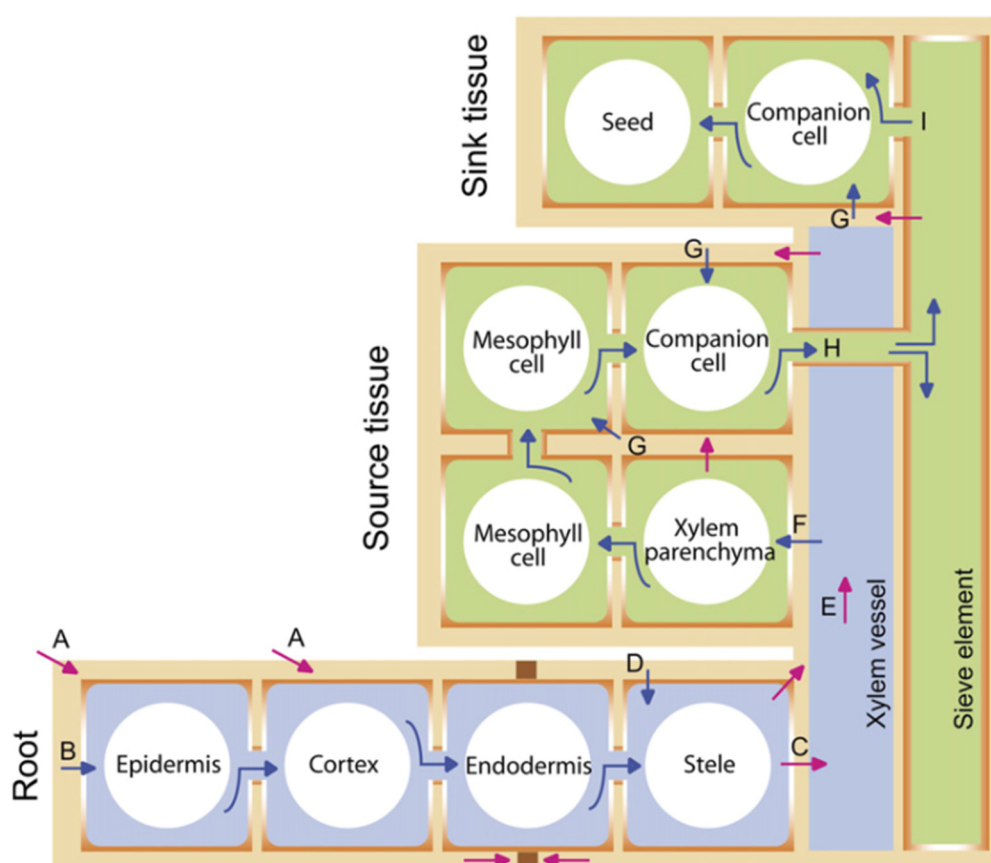 Sink tissue
Seed
Companion
cell
I
G
G
Source tissue
Mesophyll
cell
Companion
cell
H
G
Mesophyll
cell
Xylem
parenchyma
F
E
Xylem vessel
Sieve element
A
A
D
Root
B
Epidermis
Cortex
Endodermis
Stele
C